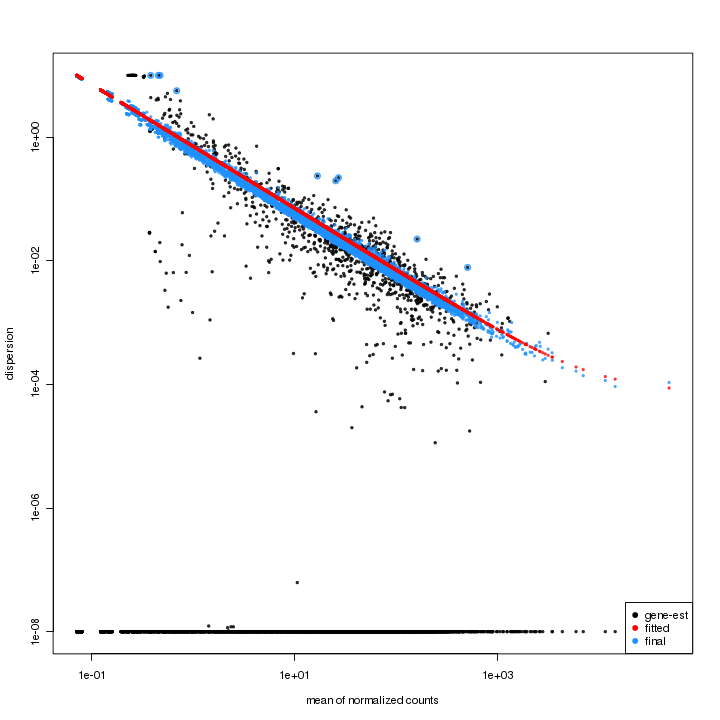 1e+00
1e-02
1e-04
1e-06
1e-08
dispersion
gene-est
fitted
final
1e-01
1e+01
1e+03
mean of normalized counts